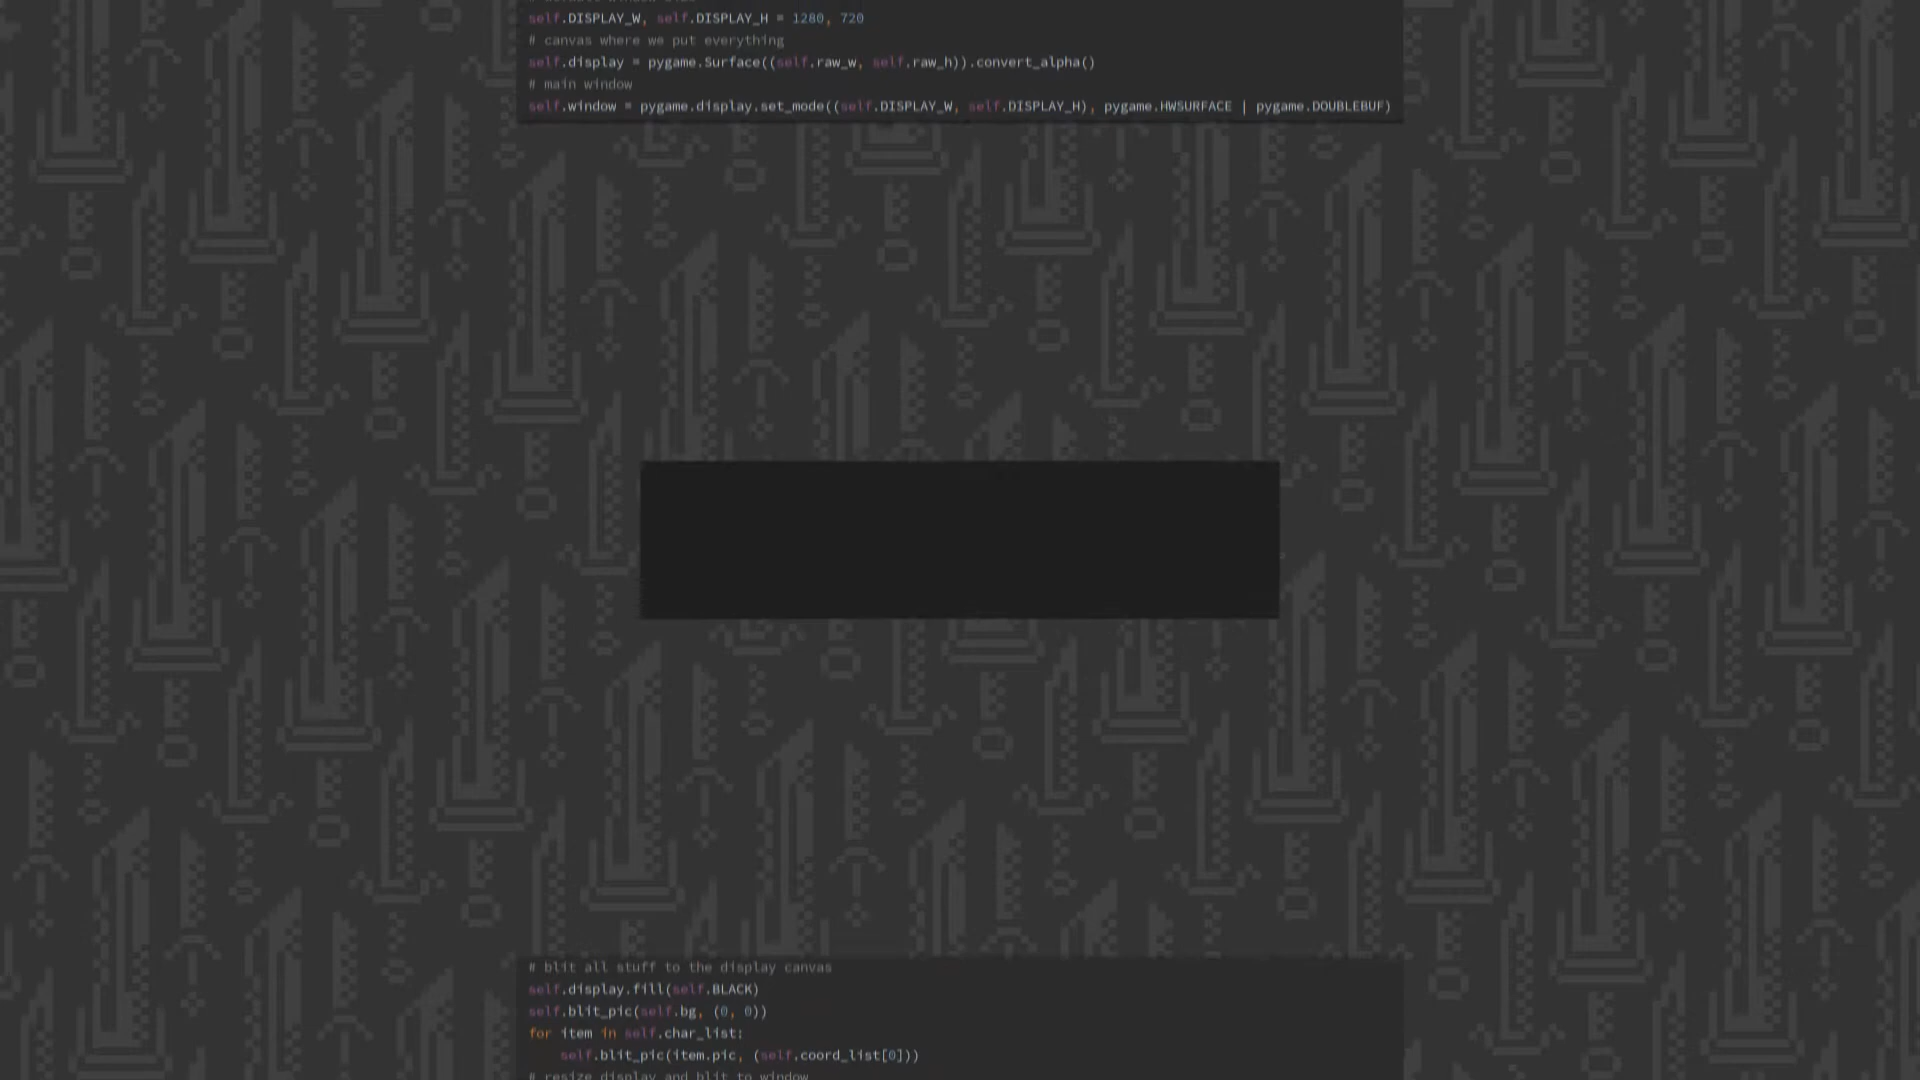 self.DISPLAY_W, self.DISPLAY_H = 1280, 720
# canvas where we put everything
self.display = pygame.Surface((self.raw_w, self.raw_h)).convert_alpha()
# main window
self.window = pygame.display.set_mode((self.DISPLAY_W, self.DISPLAY_H), pygame.HWSURFACE | pygame.DOUBLEBUF)
# blit all stuff to the display canvas
self.display.fill(self.BLACK)
self.blit_pic(self.bg, (0, 0))
for item in self.char_list:
    self.blit_pic(item.pic, (self.coord_list[0]))
# resize display and blit to window